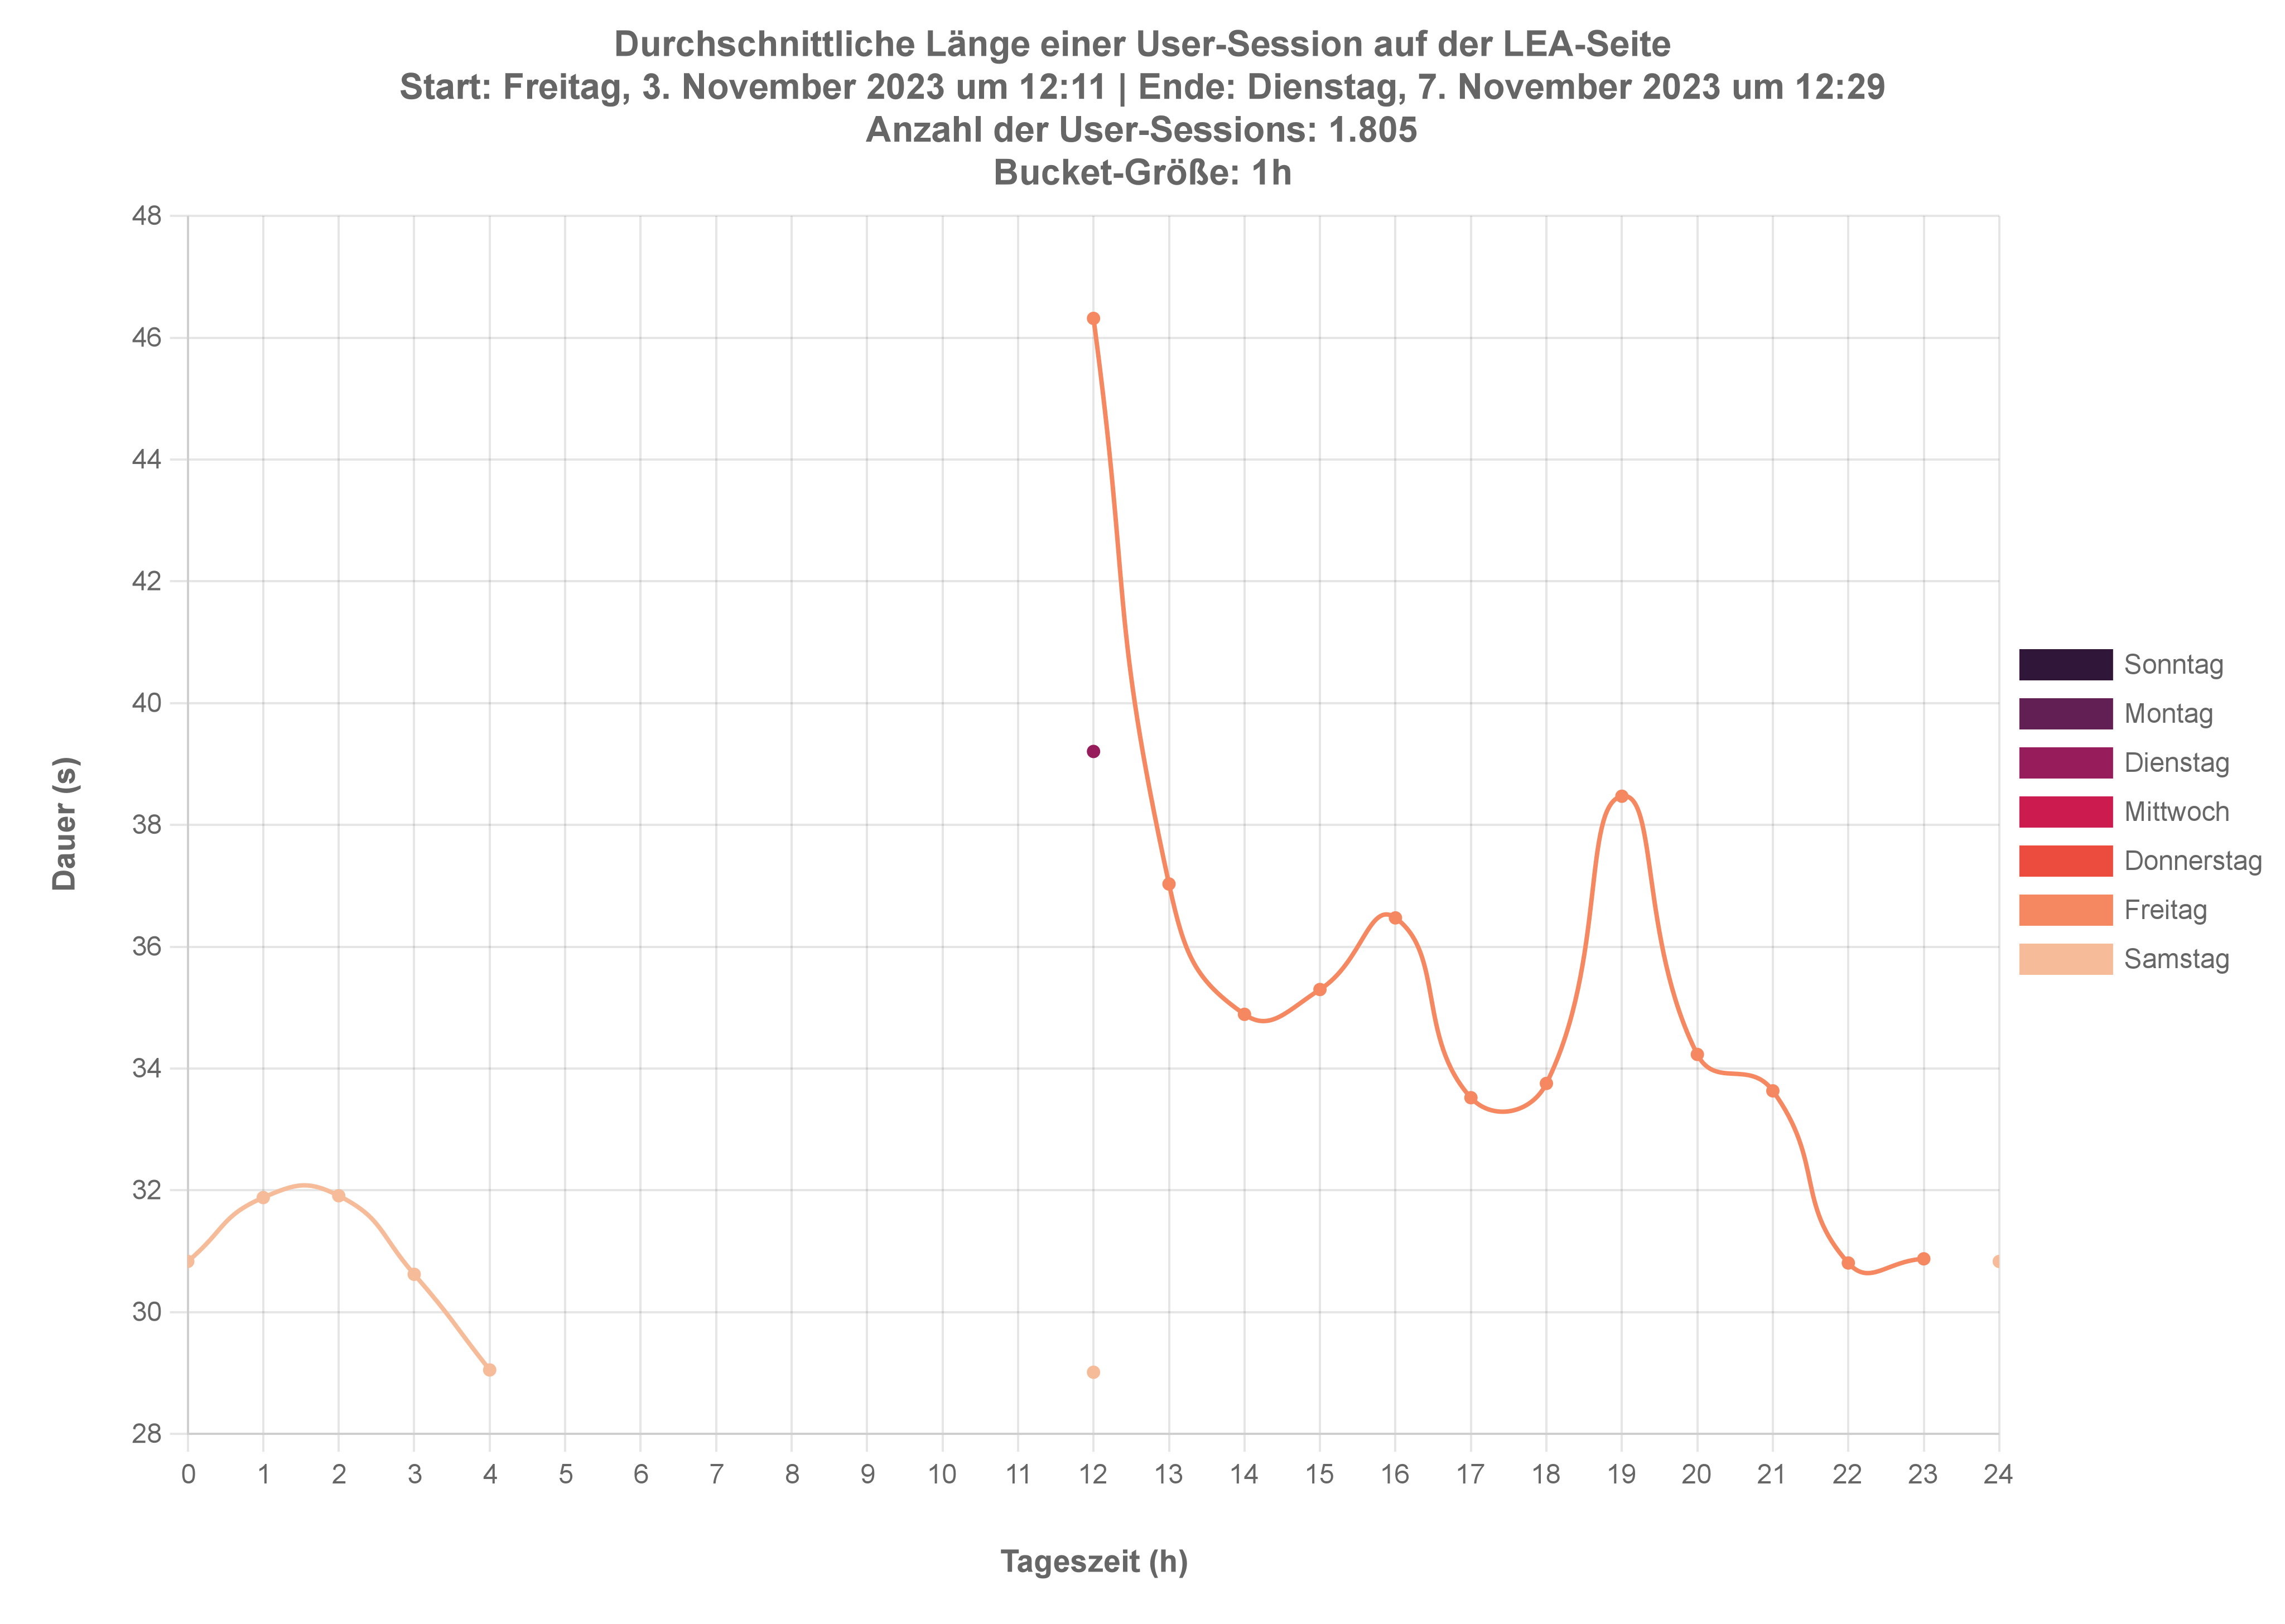 Durchschnittliche Länge einer User-Session auf der LEA-Seite
Start: Freitag, 3. November 2023 um 12:11 | Ende: Dienstag, 7. November 2023 um 12:29
Anzahl der User-Sessions: 1.805
Bucket-Größe: 1h
48
46
44
42
40
38
36
34
32
30
28
Dauer (s)
0 1 2 3 4 5 6 7 8 9 10 11 12 13 14 15 16 17 18 19 20 21 22 23 24
Tageszeit (h)
Sonntag
Montag
Dienstag
Mittwoch
Donnerstag
Freitag
Samstag